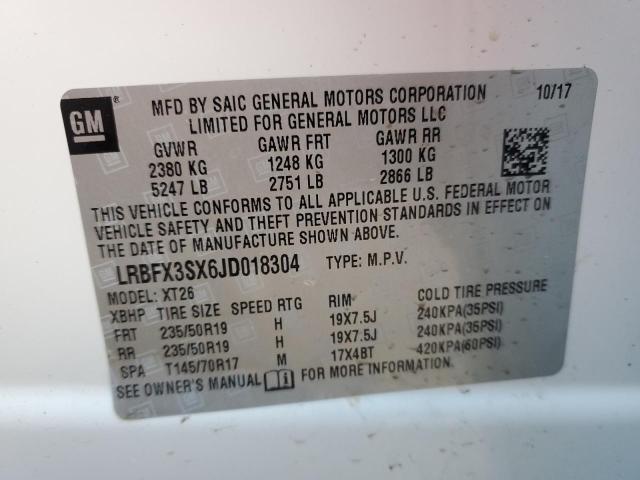 GM ®
MFD BY SAIC GENERAL MOTORS CORPORATION 10/17
LIMITED FOR GENERAL MOTORS LLC
GVWR GAWR FRT GAWR RR
2380 KG 1248 KG 1300 KG
5247 LB 2751 LB 2866 LB
THIS VEHICLE CONFORMS TO ALL APPLICABLE U.S. FEDERAL MOTOR
VEHICLE SAFETY AND THEFT PREVENTION STANDARDS IN EFFECT ON
THE DATE OF MANUFACTURE SHOWN ABOVE.
LRBFX3SX6JD018304 TYPE: M.P.V.
MODEL: XT26
XBHP TIRE SIZE SPEED RTG RIM COLD TIRE PRESSURE
FRT 235/50R19 H 19X7.5J 240KPA(35PSI)
RR 235/50R19 H 19X7.5J 240KPA(35PSI)
SPA T145/70R17 M 17X4BT 420KPA(60PSI)
SEE OWNER'S MANUAL FOR MORE INFORMATION.